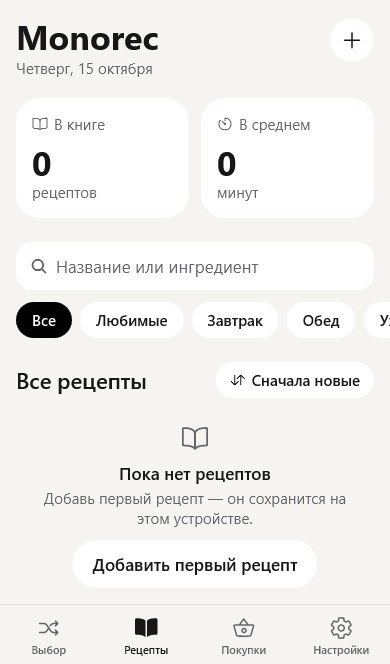 Monorec
Четверг, 15 октября
В книге
0
рецептов
В среднем
0
минут
Название или ингредиент
Все
Любимые
Завтрак
Обед
Все рецепты
Сначала новые
Пока нет рецептов
Добавь первый рецепт — он сохранится на
этом устройстве.
Добавить первый рецепт
Выбор
Рецепты
Покупки
Настройки